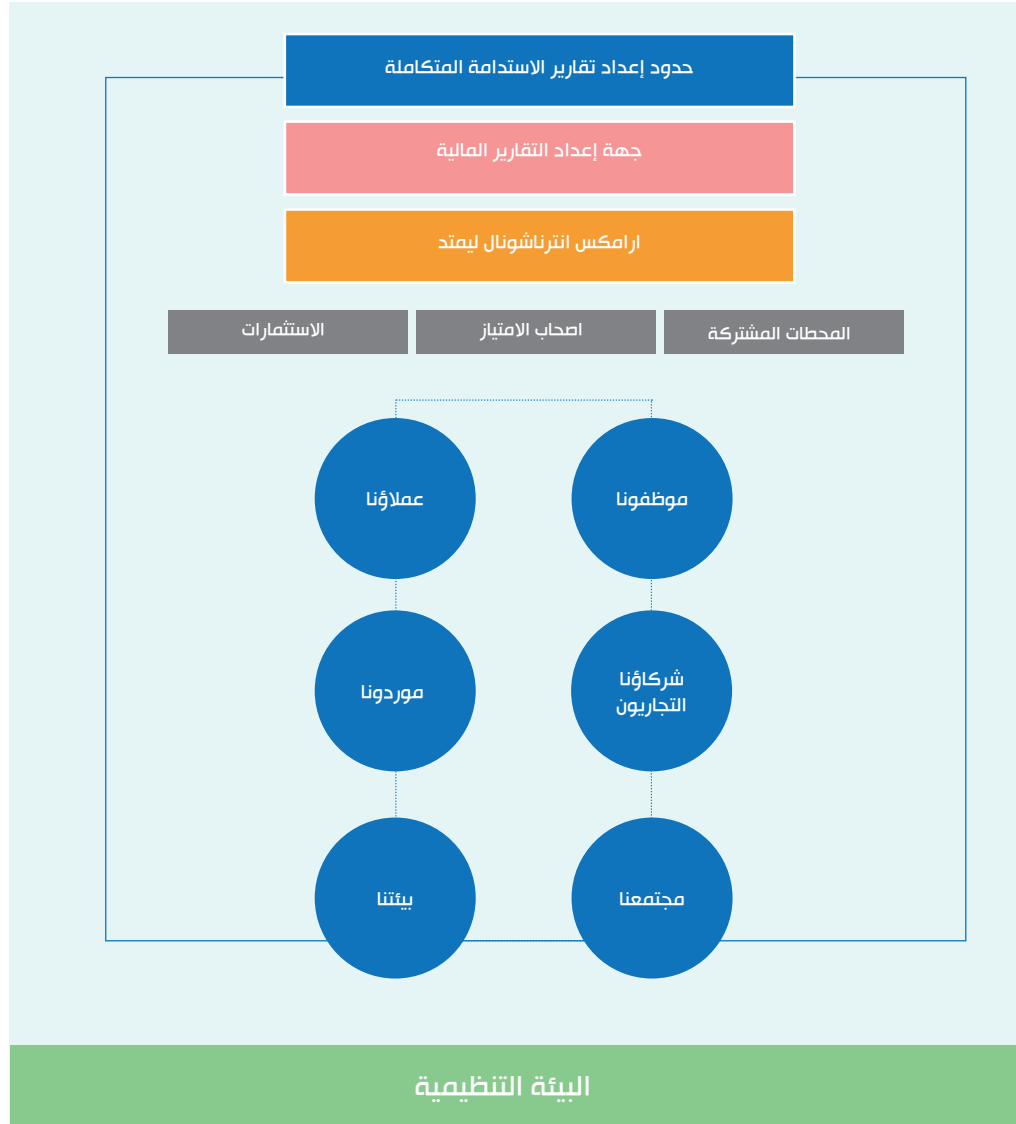 حدود إعداد تقارير الاستدامة المتكاملة
جهة إعداد التقارير المالية
ارامكس انترناشونال ليمتد
المحطات المشتركة
اصحاب الامتياز
الاستثمارات
موظفونا
عملاؤنا
شركاؤنا
التجاريون
موردونا
مجتمعنا
بيئتنا
البيئة التنظيمية